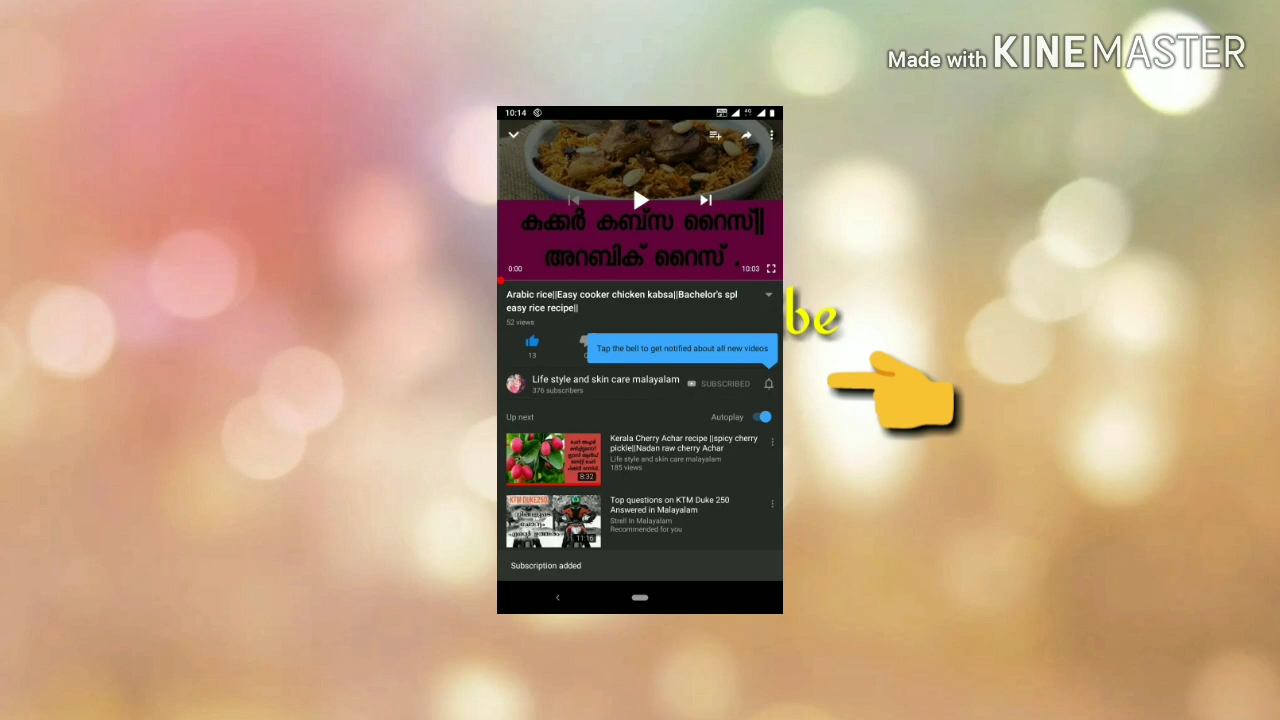 Made with KINEMASTER
10:14
കുക്കർ കബ്സ റൈസ്||
അറബിക് റൈസ് .
0:00
10:03
Arabic rice||Easy cooker chicken kabsa||Bachelor's spl
easy rice recipe||
52 views
be
13
Tap the bell to get notified about all new videos
Life style and skin care malayalam
SUBSCRIBED
376 subscribers
Up next
Autoplay
Kerala Cherry Achar recipe ||spicy cherry
pickle||Nadan raw cherry Achar
Life style and skin care malayalam
185 views
8:32
Top questions on KTM Duke 250
Answered in Malayalam
Strell In Malayalam
Recommended for you
KTM DUKE250
11:16
Subscription added